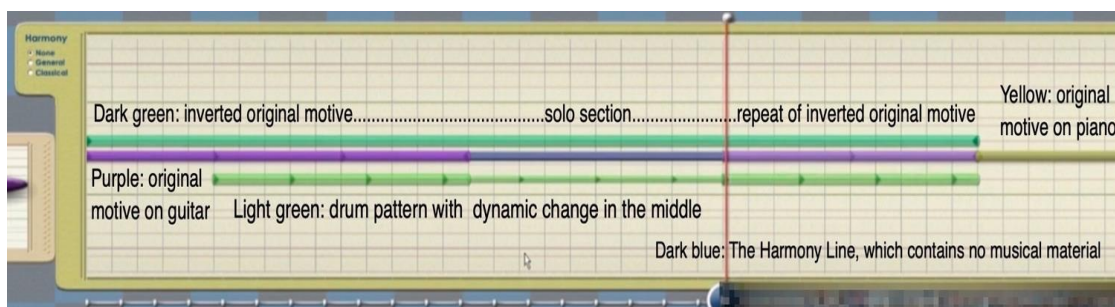 Harmony
None
General
Classical
Yellow: original
motive on piano
Dark green: inverted original motive..........................................solo section.......................repeat of inverted original motive
Purple: original
motive on guitar
Light green: drum pattern with dynamic change in the middle
Dark blue: The Harmony Line, which contains no musical material